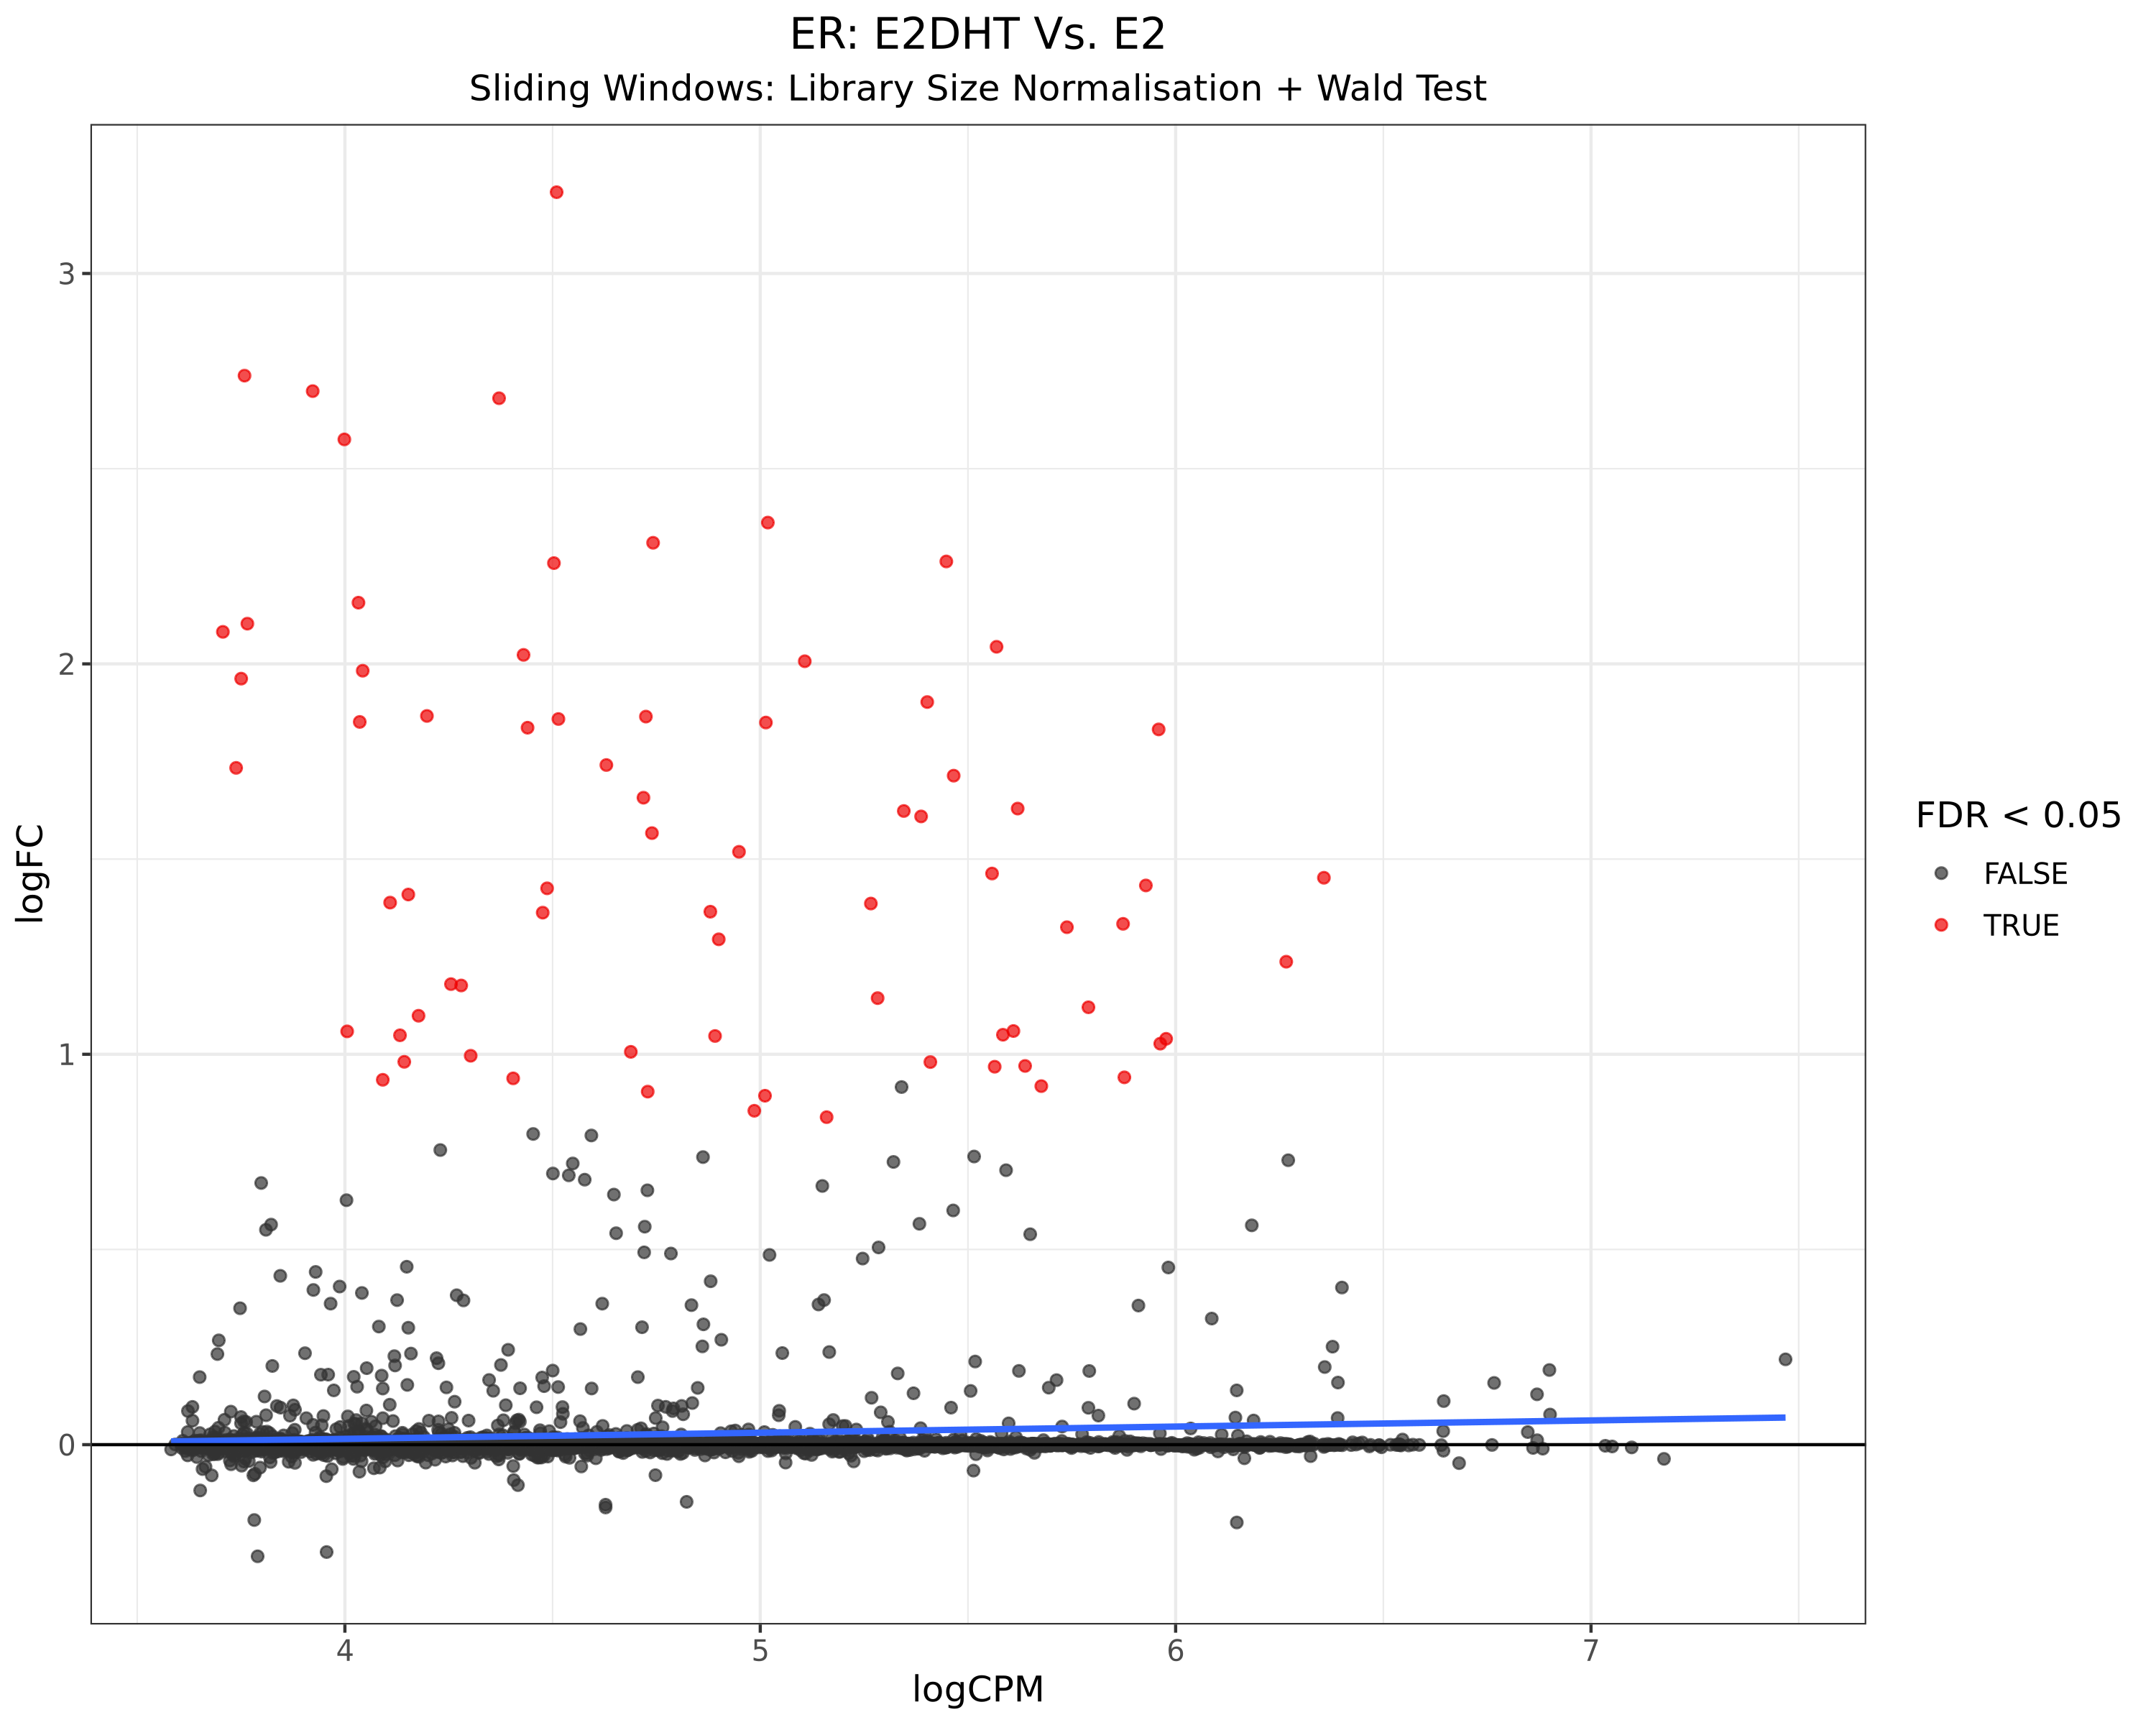 ER: E2DHT Vs. E2
Sliding Windows: Library Size Normalisation + Wald Test
3
2
1
0
logFC
4
5
6
7
logCPM
FDR < 0.05
FALSE
TRUE